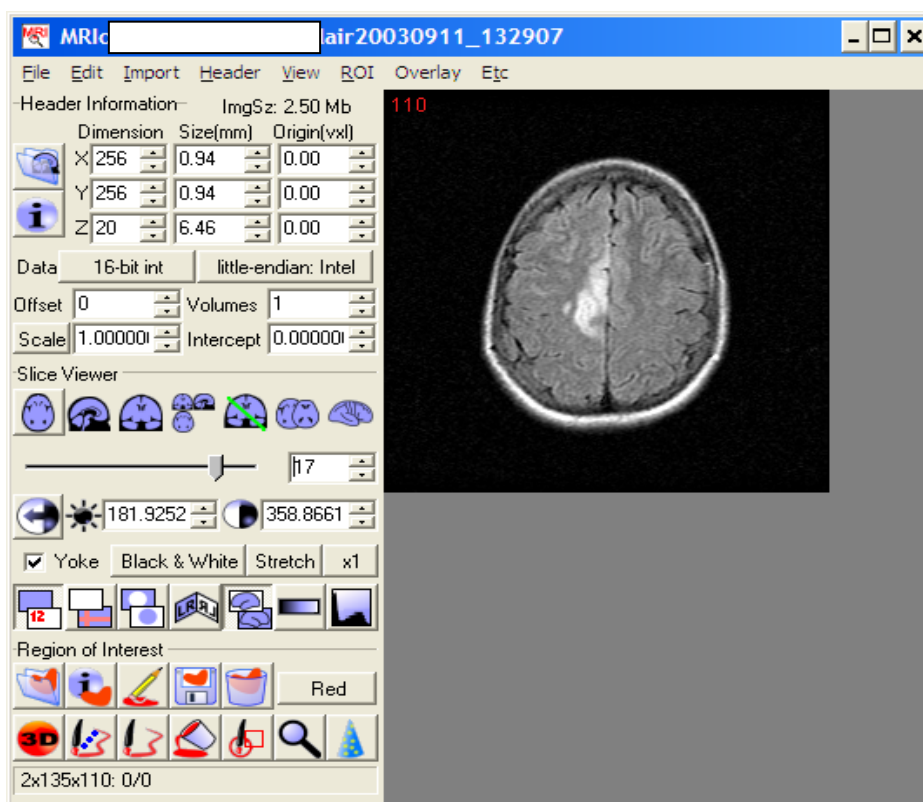 MRIc lair20030911_132907
File Edit Import Header View ROI Overlay Etc
Header Information ImgSz: 2.50 Mb
110
Dimension Size(mm) Origin(vxl)
X 256 0.94 0.00
Y 256 0.94 0.00
Z 20 6.46 0.00
Data 16-bit int little-endian: Intel
Offset 0 Volumes 1
Scale 1.00000 Intercept 0.00000
Slice Viewer
17
181.9252 358.8661
Yoke Black & White Stretch x1
12 LR RL
Region of Interest
Red
3D
2x135x110: 0/0